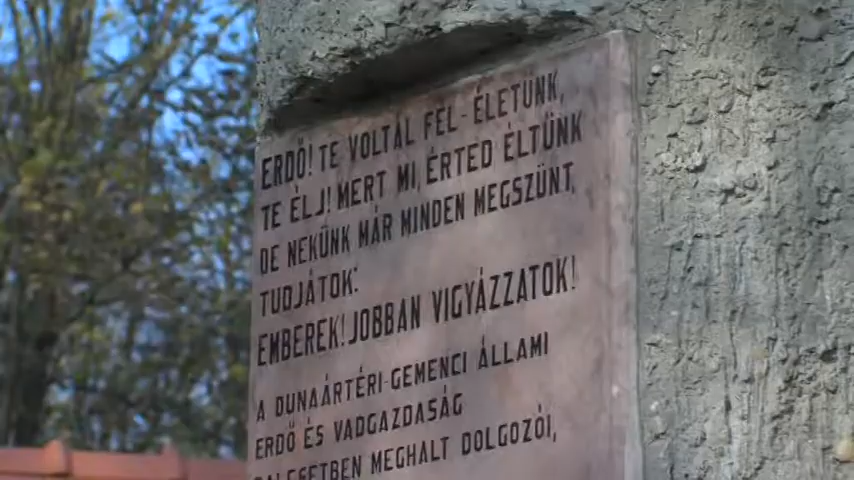 ERDŐ! TE VOLTÁL FEL-ÉLETÜNK,
TE ÉLJ! MERT MI, ÉRTED ÉLTÜNK
DE NEKÜNK MÁR MINDEN MEGSZÜNT,
TUDJÁTOK:
EMBEREK! JOBBAN VIGYÁZZATOK!
A DUNAÁRTÉRI-GEMENCI ÁLLAMI
ERDŐ ÉS VADGAZDASÁG
BALESETBEN MEGHALT DOLGOZÓI,